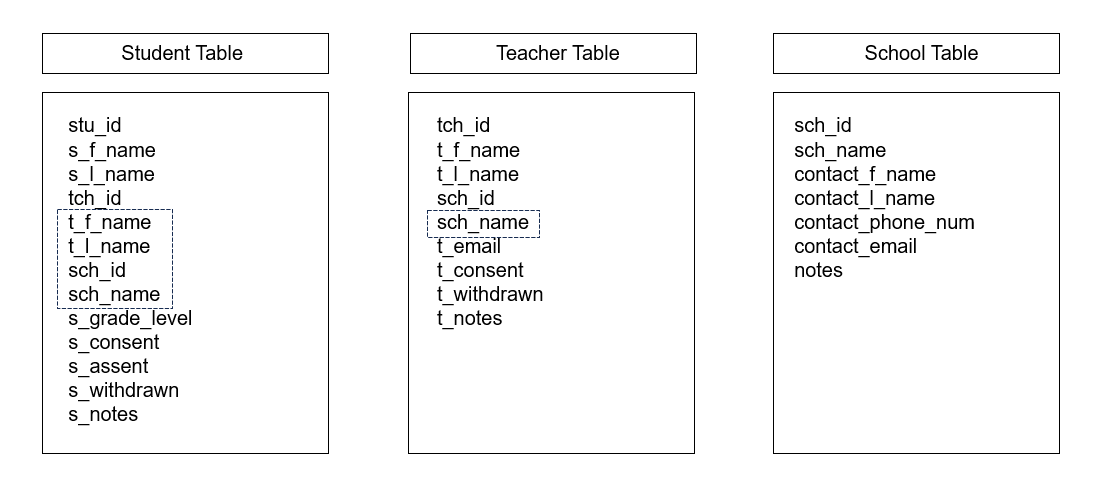 Student Table
stu_id
s_f_name
s_l_name
tch_id
t_f_name
t_l_name
sch_id
sch_name
s_grade_level
s_consent
s_assent
s_withdrawn
s_notes
Teacher Table
tch_id
t_f_name
t_l_name
sch_id
sch_name
t_email
t_consent
t_withdrawn
t_notes
School Table
sch_id
sch_name
contact_f_name
contact_l_name
contact_phone_num
contact_email
notes